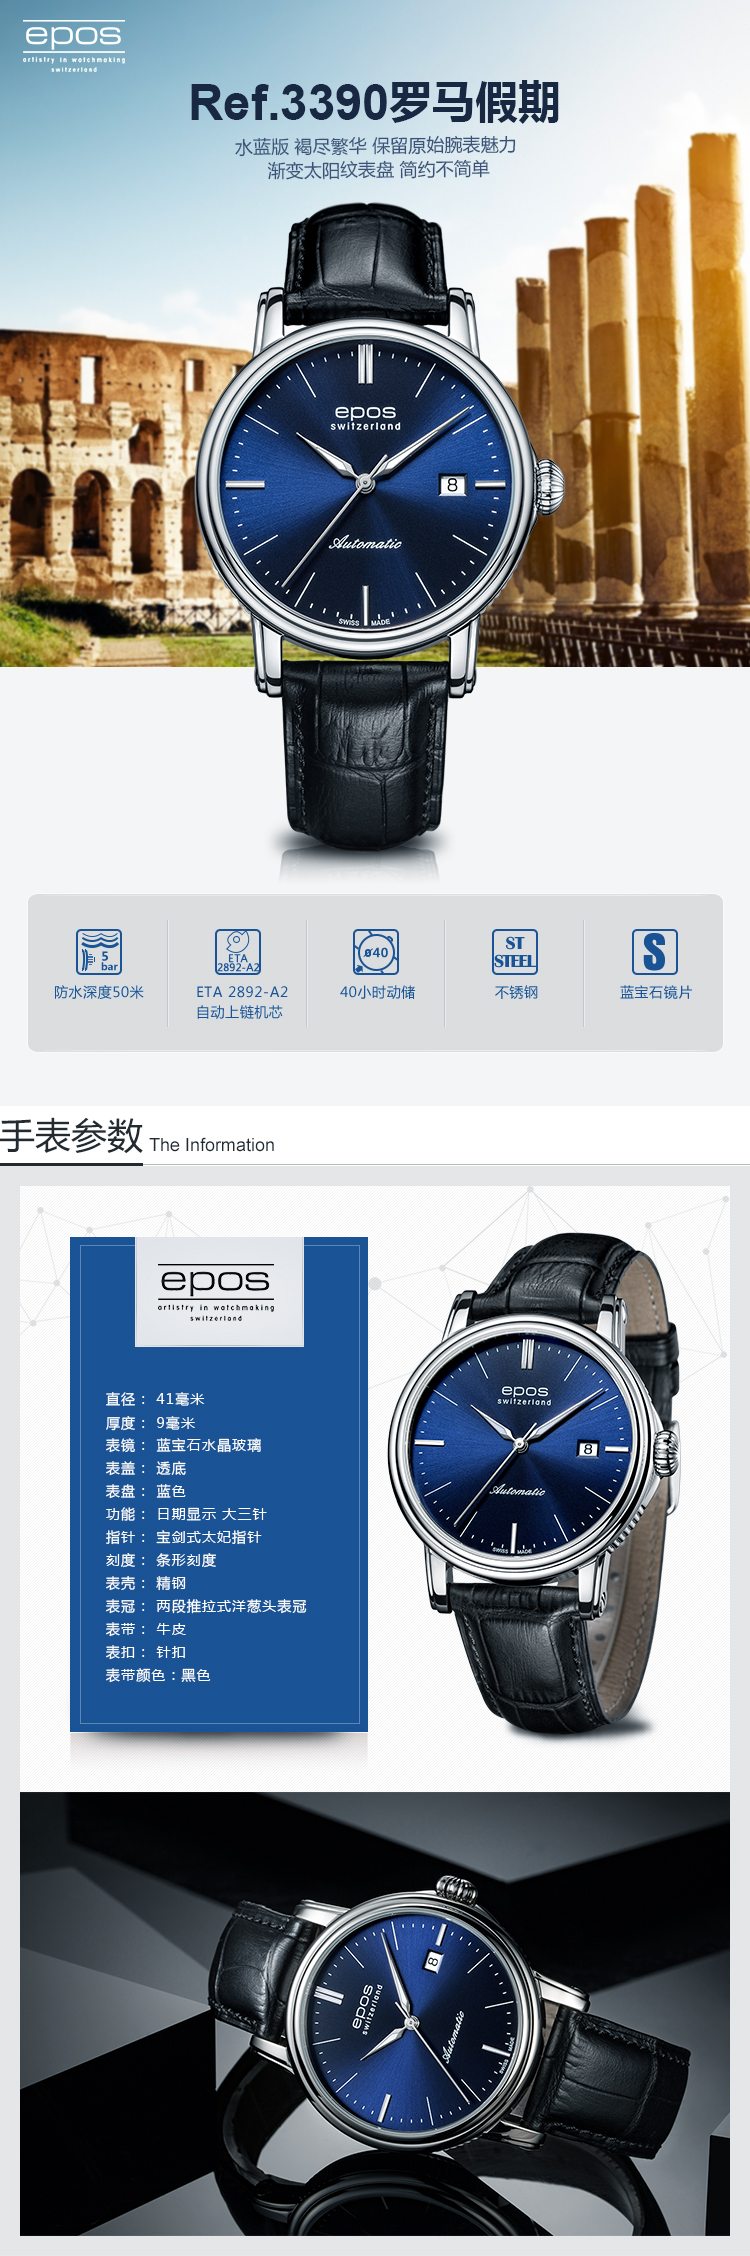 epos
artistry in watchmaking
switzerland
Ref.3390罗马假期
水蓝版 褐尽繁华 保留原始腕表魅力
渐变太阳纹表盘 简约不简单
epos
switzerland
8
Automatic
SWISS MADE
5
bar
防水深度50米
ETA
2892-A2
ETA 2892-A2
自动上链机芯
ø40
40小时动储
ST
STEEL
不锈钢
S
蓝宝石镜片
手表参数 The Information
epos
artistry in watchmaking
switzerland
直径： 41毫米
厚度： 9毫米
表镜： 蓝宝石水晶玻璃
表盖： 透底
表盘： 蓝色
功能： 日期显示 大三针
指针： 宝剑式太妃指针
刻度： 条形刻度
表壳： 精钢
表冠： 两段推拉式洋葱头表冠
表带： 牛皮
表扣： 针扣
表带颜色：黑色
epos
switzerland
8
Automatic
SWISS MADE
epos
switzerland
8
Automatic
SWISS MADE